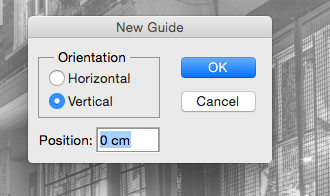 New Guide
Orientation
Horizontal
Vertical
Position: 0 cm
OK
Cancel